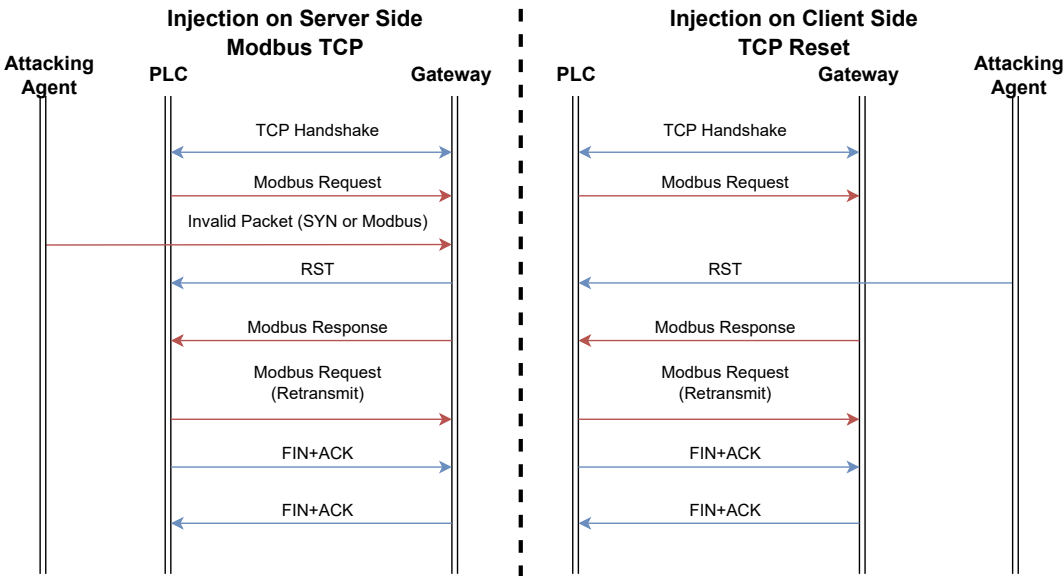 Injection on Server Side
Modbus TCP
Attacking
Agent
PLC
Gateway
TCP Handshake
Modbus Request
Invalid Packet (SYN or Modbus)
RST
Modbus Response
Modbus Request
(Retransmit)
FIN+ACK
FIN+ACK
Injection on Client Side
TCP Reset
PLC
Gateway
Attacking
Agent
TCP Handshake
Modbus Request
RST
Modbus Response
Modbus Request
(Retransmit)
FIN+ACK
FIN+ACK